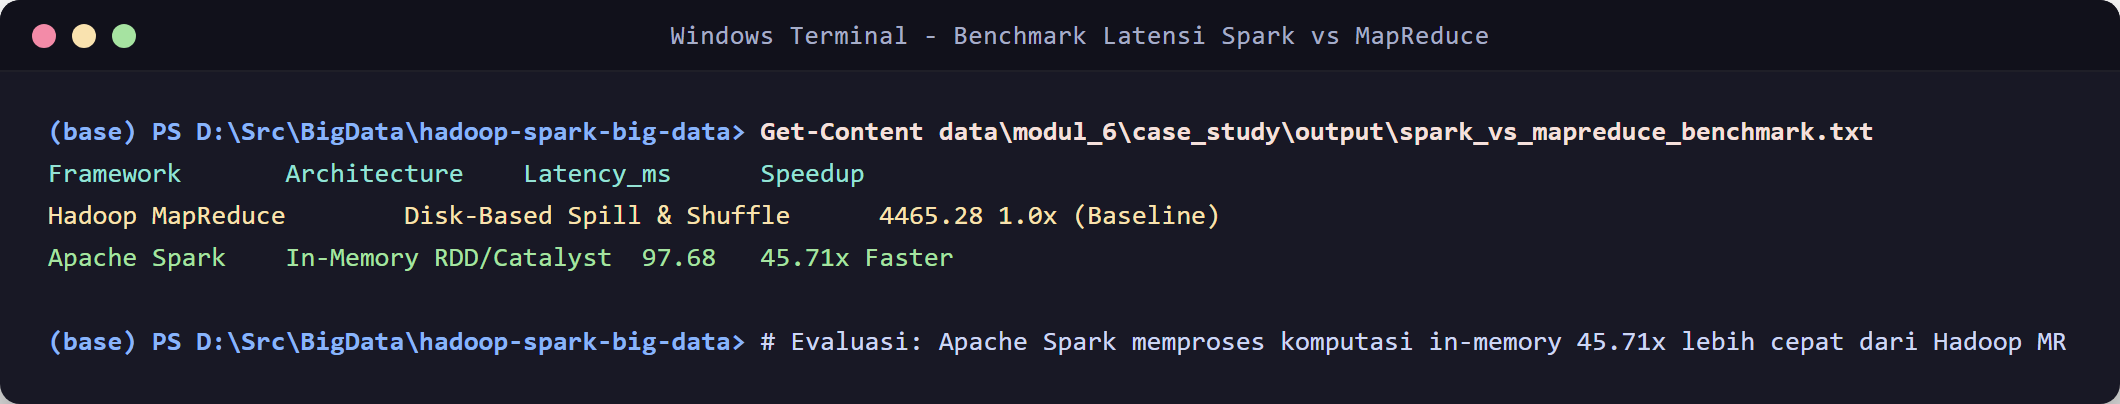 Windows Terminal - Benchmark Latensi Spark vs MapReduce
(base) PS D:\Src\BigData\hadoop-spark-big-data> Get-Content data\modul_6\case_study\output\spark_vs_mapreduce_benchmark.txt
Framework Architecture Latency_ms Speedup
Hadoop MapReduce Disk-Based Spill & Shuffle 4465.28 1.0x (Baseline)
Apache Spark In-Memory RDD/Catalyst 97.68 45.71x Faster
(base) PS D:\Src\BigData\hadoop-spark-big-data> # Evaluasi: Apache Spark memproses komputasi in-memory 45.71x lebih cepat dari Hadoop MR